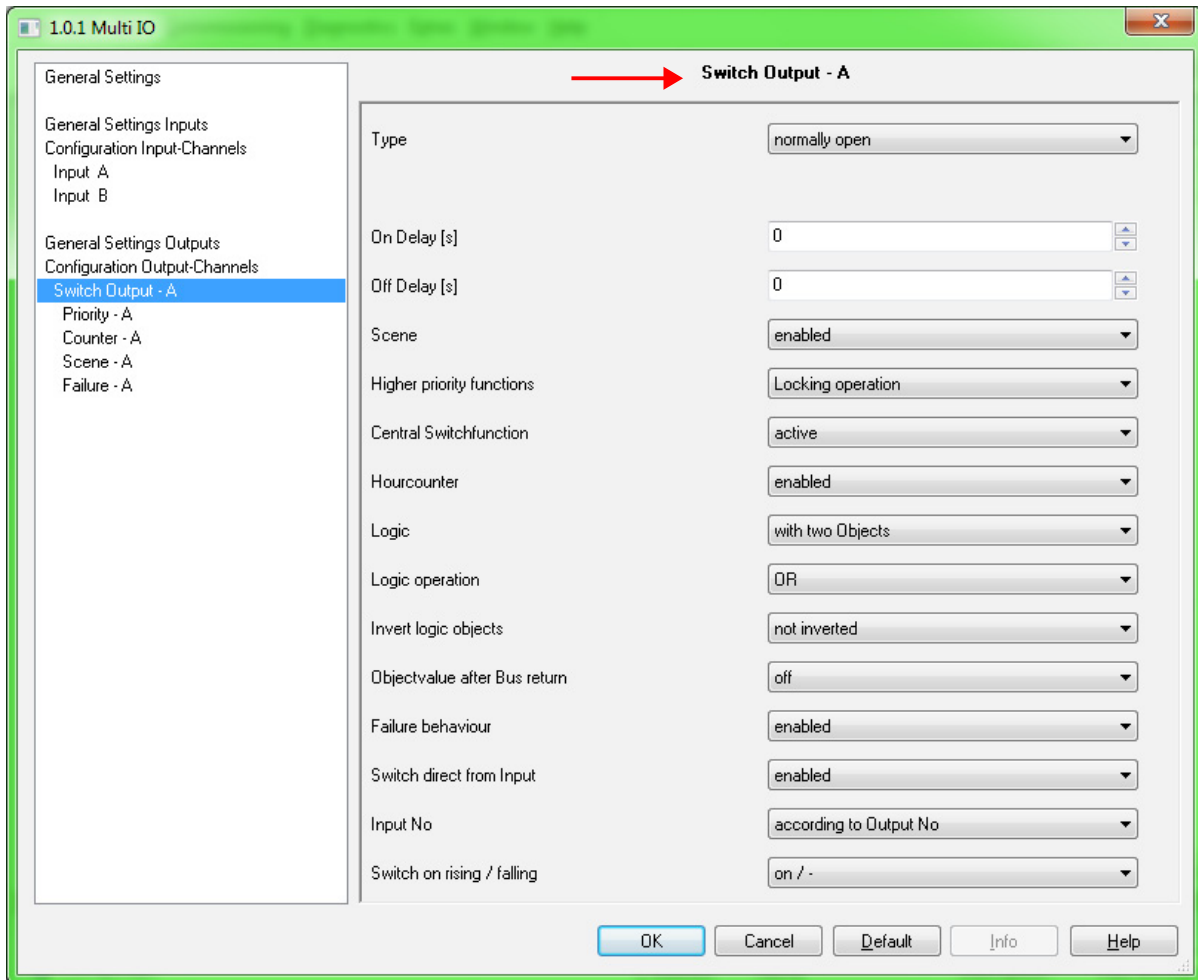 1.0.1 Multi IO
General Settings
General Settings Inputs
Configuration Input-Channels
Input A
Input B
General Settings Outputs
Configuration Output-Channels
Switch Output - A
Priority - A
Counter - A
Scene - A
Failure - A
Switch Output - A
Type normally open
On Delay [s] 0
Off Delay [s] 0
Scene enabled
Higher priority functions Locking operation
Central Switchfunction active
Hourcounter enabled
Logic with two Objects
Logic operation OR
Invert logic objects not inverted
Objectvalue after Bus return off
Failure behaviour enabled
Switch direct from Input enabled
Input No according to Output No
Switch on rising / falling on / -
OK Cancel Default Info Help